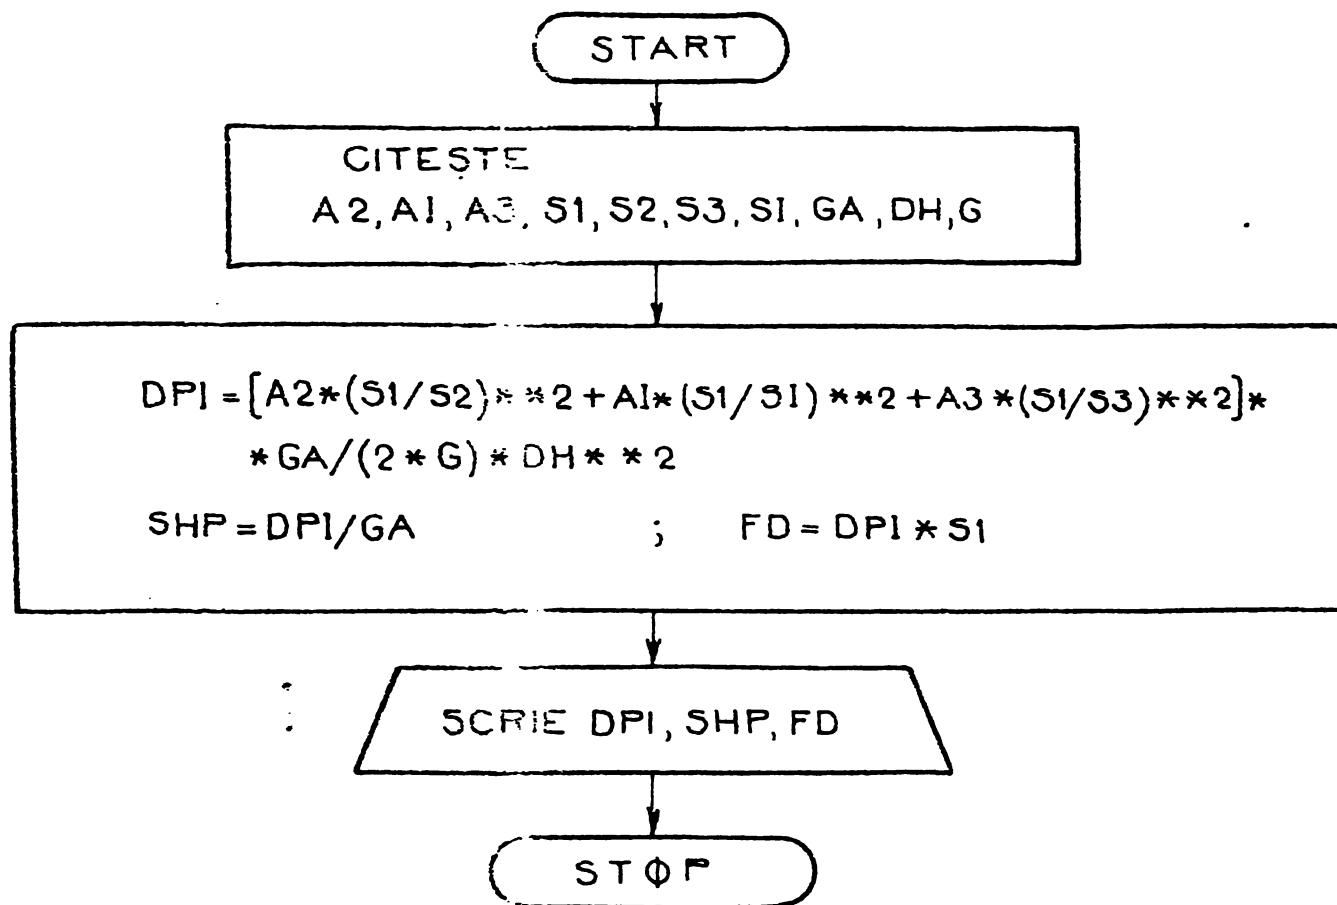 START
CITEȘTE
A2, AI, A3, S1, S2, S3, SI, GA, DH, G
DPI = [A2*(S1/S2)**2 + AI*(S1/SI)**2 + A3*(S1/S3)**2]*
*GA/(2*G)*DH**2
SHP = DPI/GA ; FD = DPI*S1
SCRIE DPI, SHP, FD
STØP